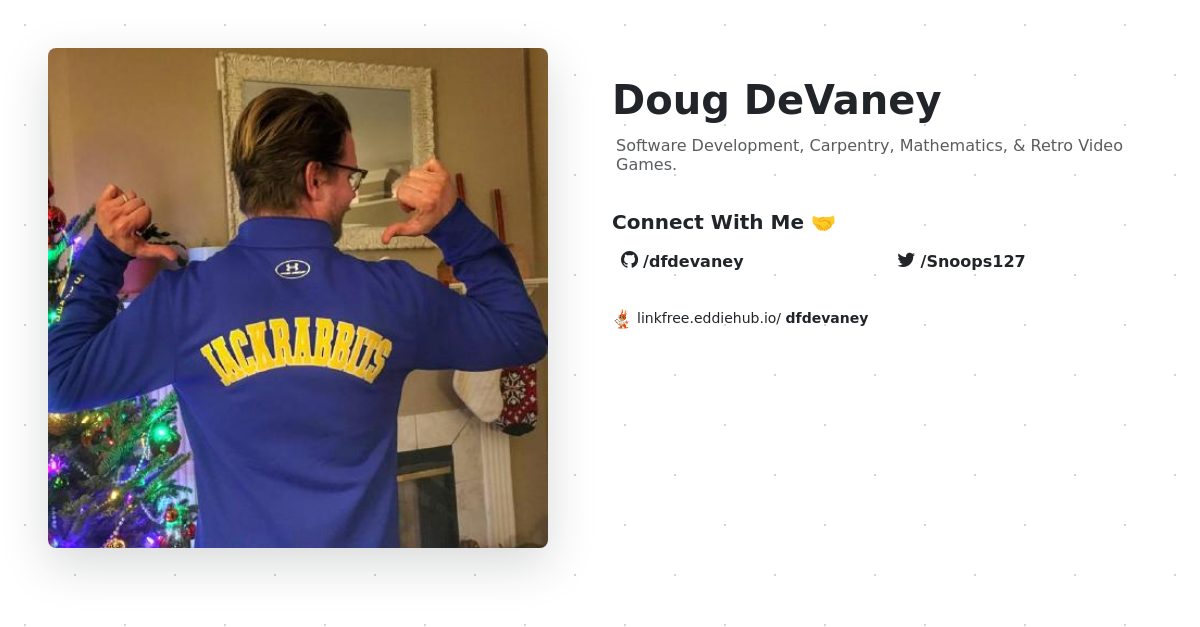 Doug DeVaney
Software Development, Carpentry, Mathematics, & Retro Video
Games.
Connect With Me 🤝
/dfdevaney
/Snoops127
linkfree.eddiehub.io/ dfdevaney
JACKRABBITS